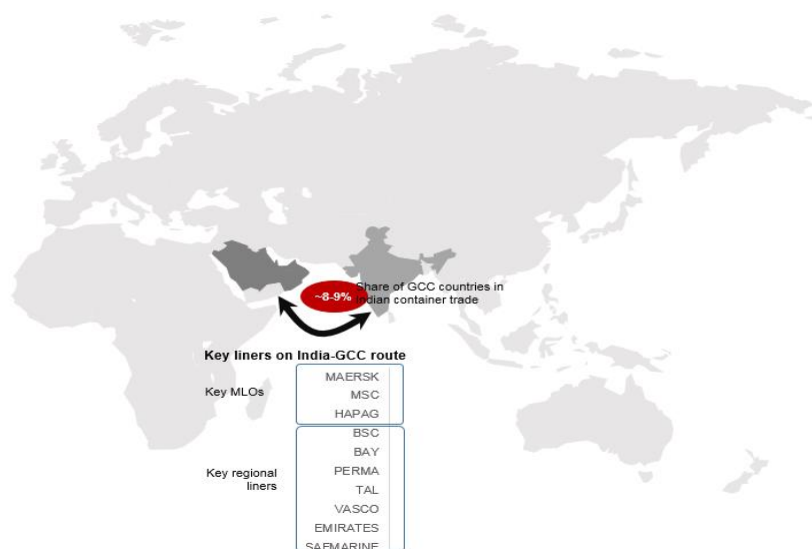 ~8-9%
Share of GCC countries in
Indian container trade
Key liners on India-GCC route
Key MLOs
MAERSK
MSC
HAPAG
Key regional
liners
BSC
BAY
PERMA
TAL
VASCO
EMIRATES
SAFMARINE